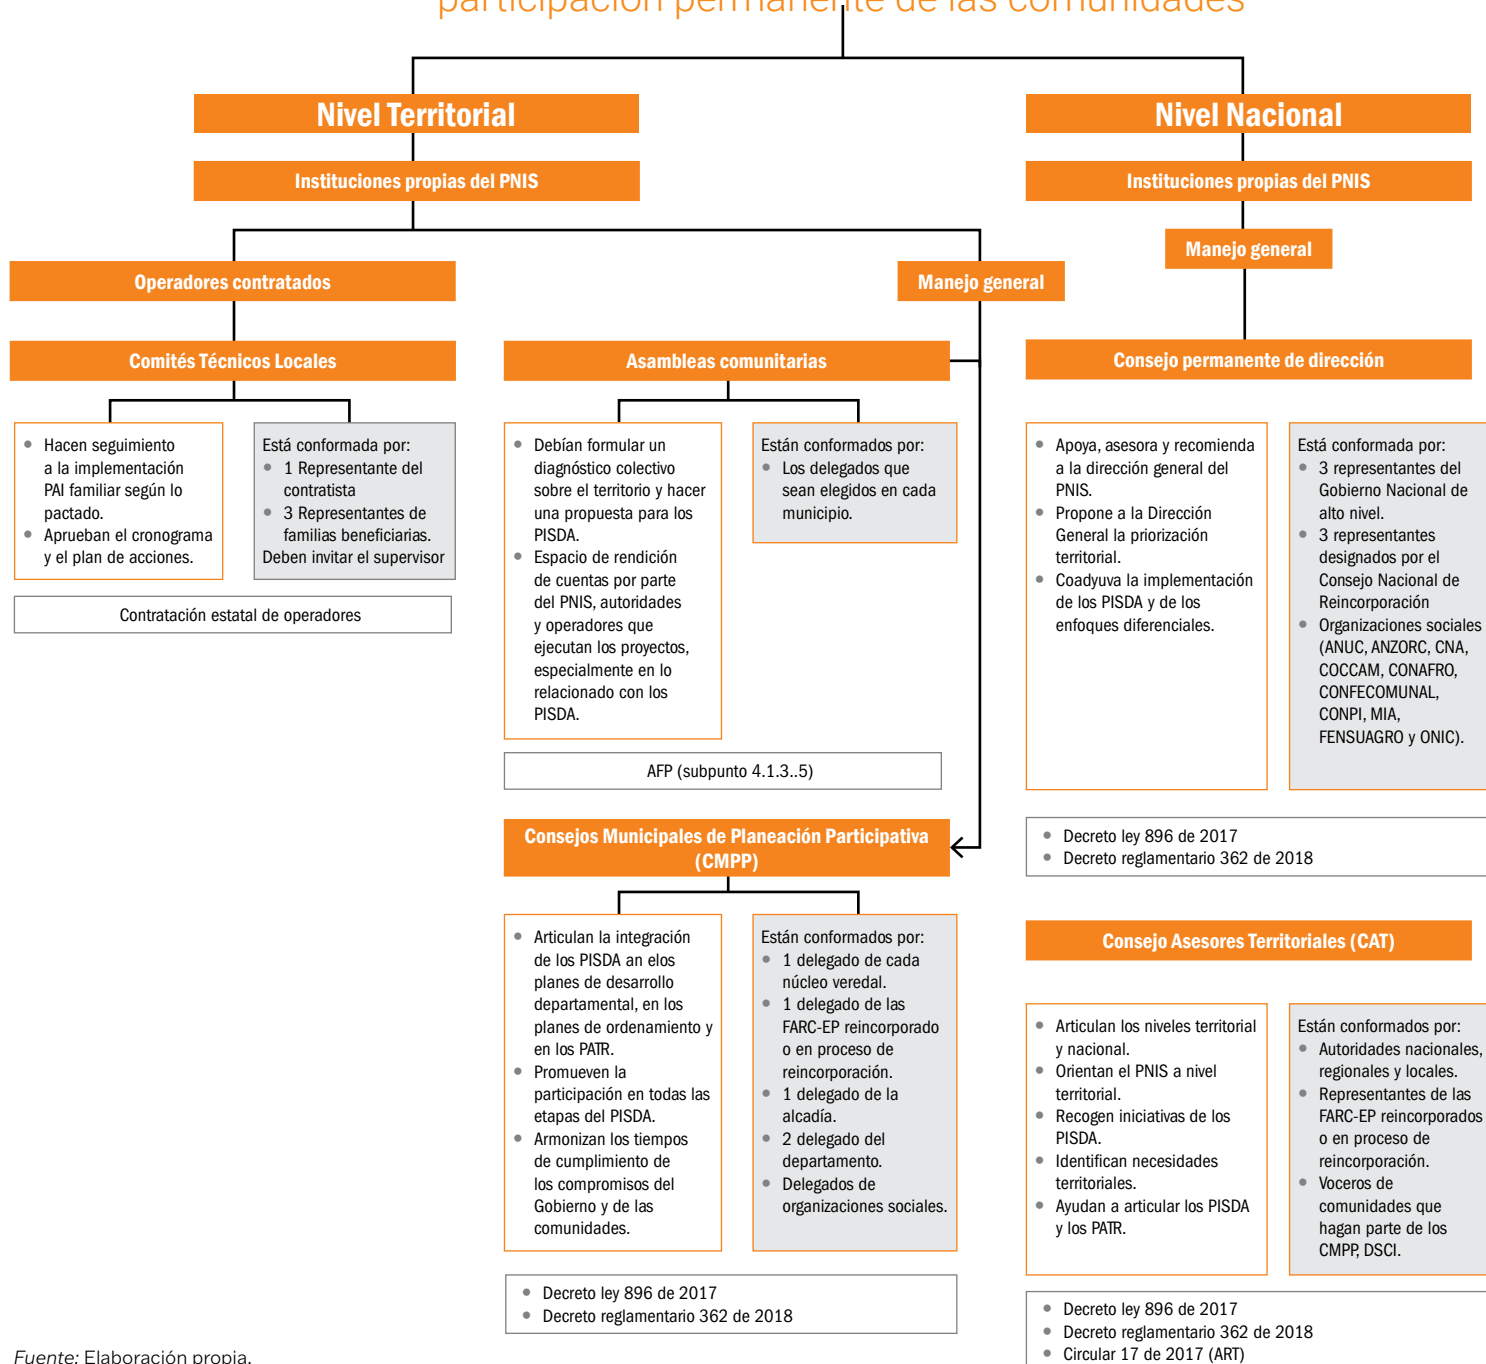 participación permanente de las comunidades
Nivel Territorial
Instituciones propias del PNIS
Operadores contratados
Comités Técnicos Locales
Hacen seguimiento
a la implementación
PAI familiar según lo
pactado.
Aprueban el cronograma
y el plan de acciones.
Está conformada por:
1 Representante del
contratista
3 Representantes de
familias beneficiarias.
Deben invitar el supervisor
Contratación estatal de operadores
Manejo general
Asambleas comunitarias
Debían formular un
diagnóstico colectivo
sobre el territorio y hacer
una propuesta para los
PISDA.
Espacio de rendición
de cuentas por parte
del PNIS, autoridades
y operadores que
ejecutan los proyectos,
especialmente en lo
relacionado con los
PISDA.
Están conformados por:
Los delegados que
sean elegidos en cada
municipio.
AFP (subpunto 4.1.3..5)
Consejos Municipales de Planeación Participativa
(CMPP)
Articulan la integración
de los PISDA an elos
planes de desarrollo
departamental, en los
planes de ordenamiento y
en los PATR.
Promueven la
participación en todas las
etapas del PISDA.
Armonizan los tiempos
de cumplimiento de
los compromisos del
Gobierno y de las
comunidades.
Están conformados por:
1 delegado de cada
núcleo veredal.
1 delegado de las
FARC-EP reincorporado
o en proceso de
reincorporación.
1 delegado de la
alcadía.
2 delegado del
departamento.
Delegados de
organizaciones sociales.
Decreto ley 896 de 2017
Decreto reglamentario 362 de 2018
Nivel Nacional
Instituciones propias del PNIS
Manejo general
Consejo permanente de dirección
Apoya, asesora y recomienda
a la dirección general del
PNIS.
Propone a la Dirección
General la priorización
territorial.
Coadyuva la implementación
de los PISDA y de los
enfoques diferenciales.
Está conformada por:
3 representantes del
Gobierno Nacional de
alto nivel.
3 representantes
designados por el
Consejo Nacional de
Reincorporación
Organizaciones sociales
(ANUC, ANZORC, CNA,
COCCAM, CONAFRO,
CONFECOMUNAL,
CONPI, MIA,
FENSUAGRO y ONIC).
Decreto ley 896 de 2017
Decreto reglamentario 362 de 2018
Consejo Asesores Territoriales (CAT)
Articulan los niveles territorial
y nacional.
Orientan el PNIS a nivel
territorial.
Recogen iniciativas de los
PISDA.
Identifican necesidades
territoriales.
Ayudan a articular los PISDA
y los PATR.
Están conformados por:
Autoridades nacionales,
regionales y locales.
Representantes de las
FARC-EP reincorporados
o en proceso de
reincorporación.
Voceros de
comunidades que
hagan parte de los
CMPP, DSCI.
Decreto ley 896 de 2017
Decreto reglamentario 362 de 2018
Circular 17 de 2017 (ART)
Fuente: Elaboración propia.